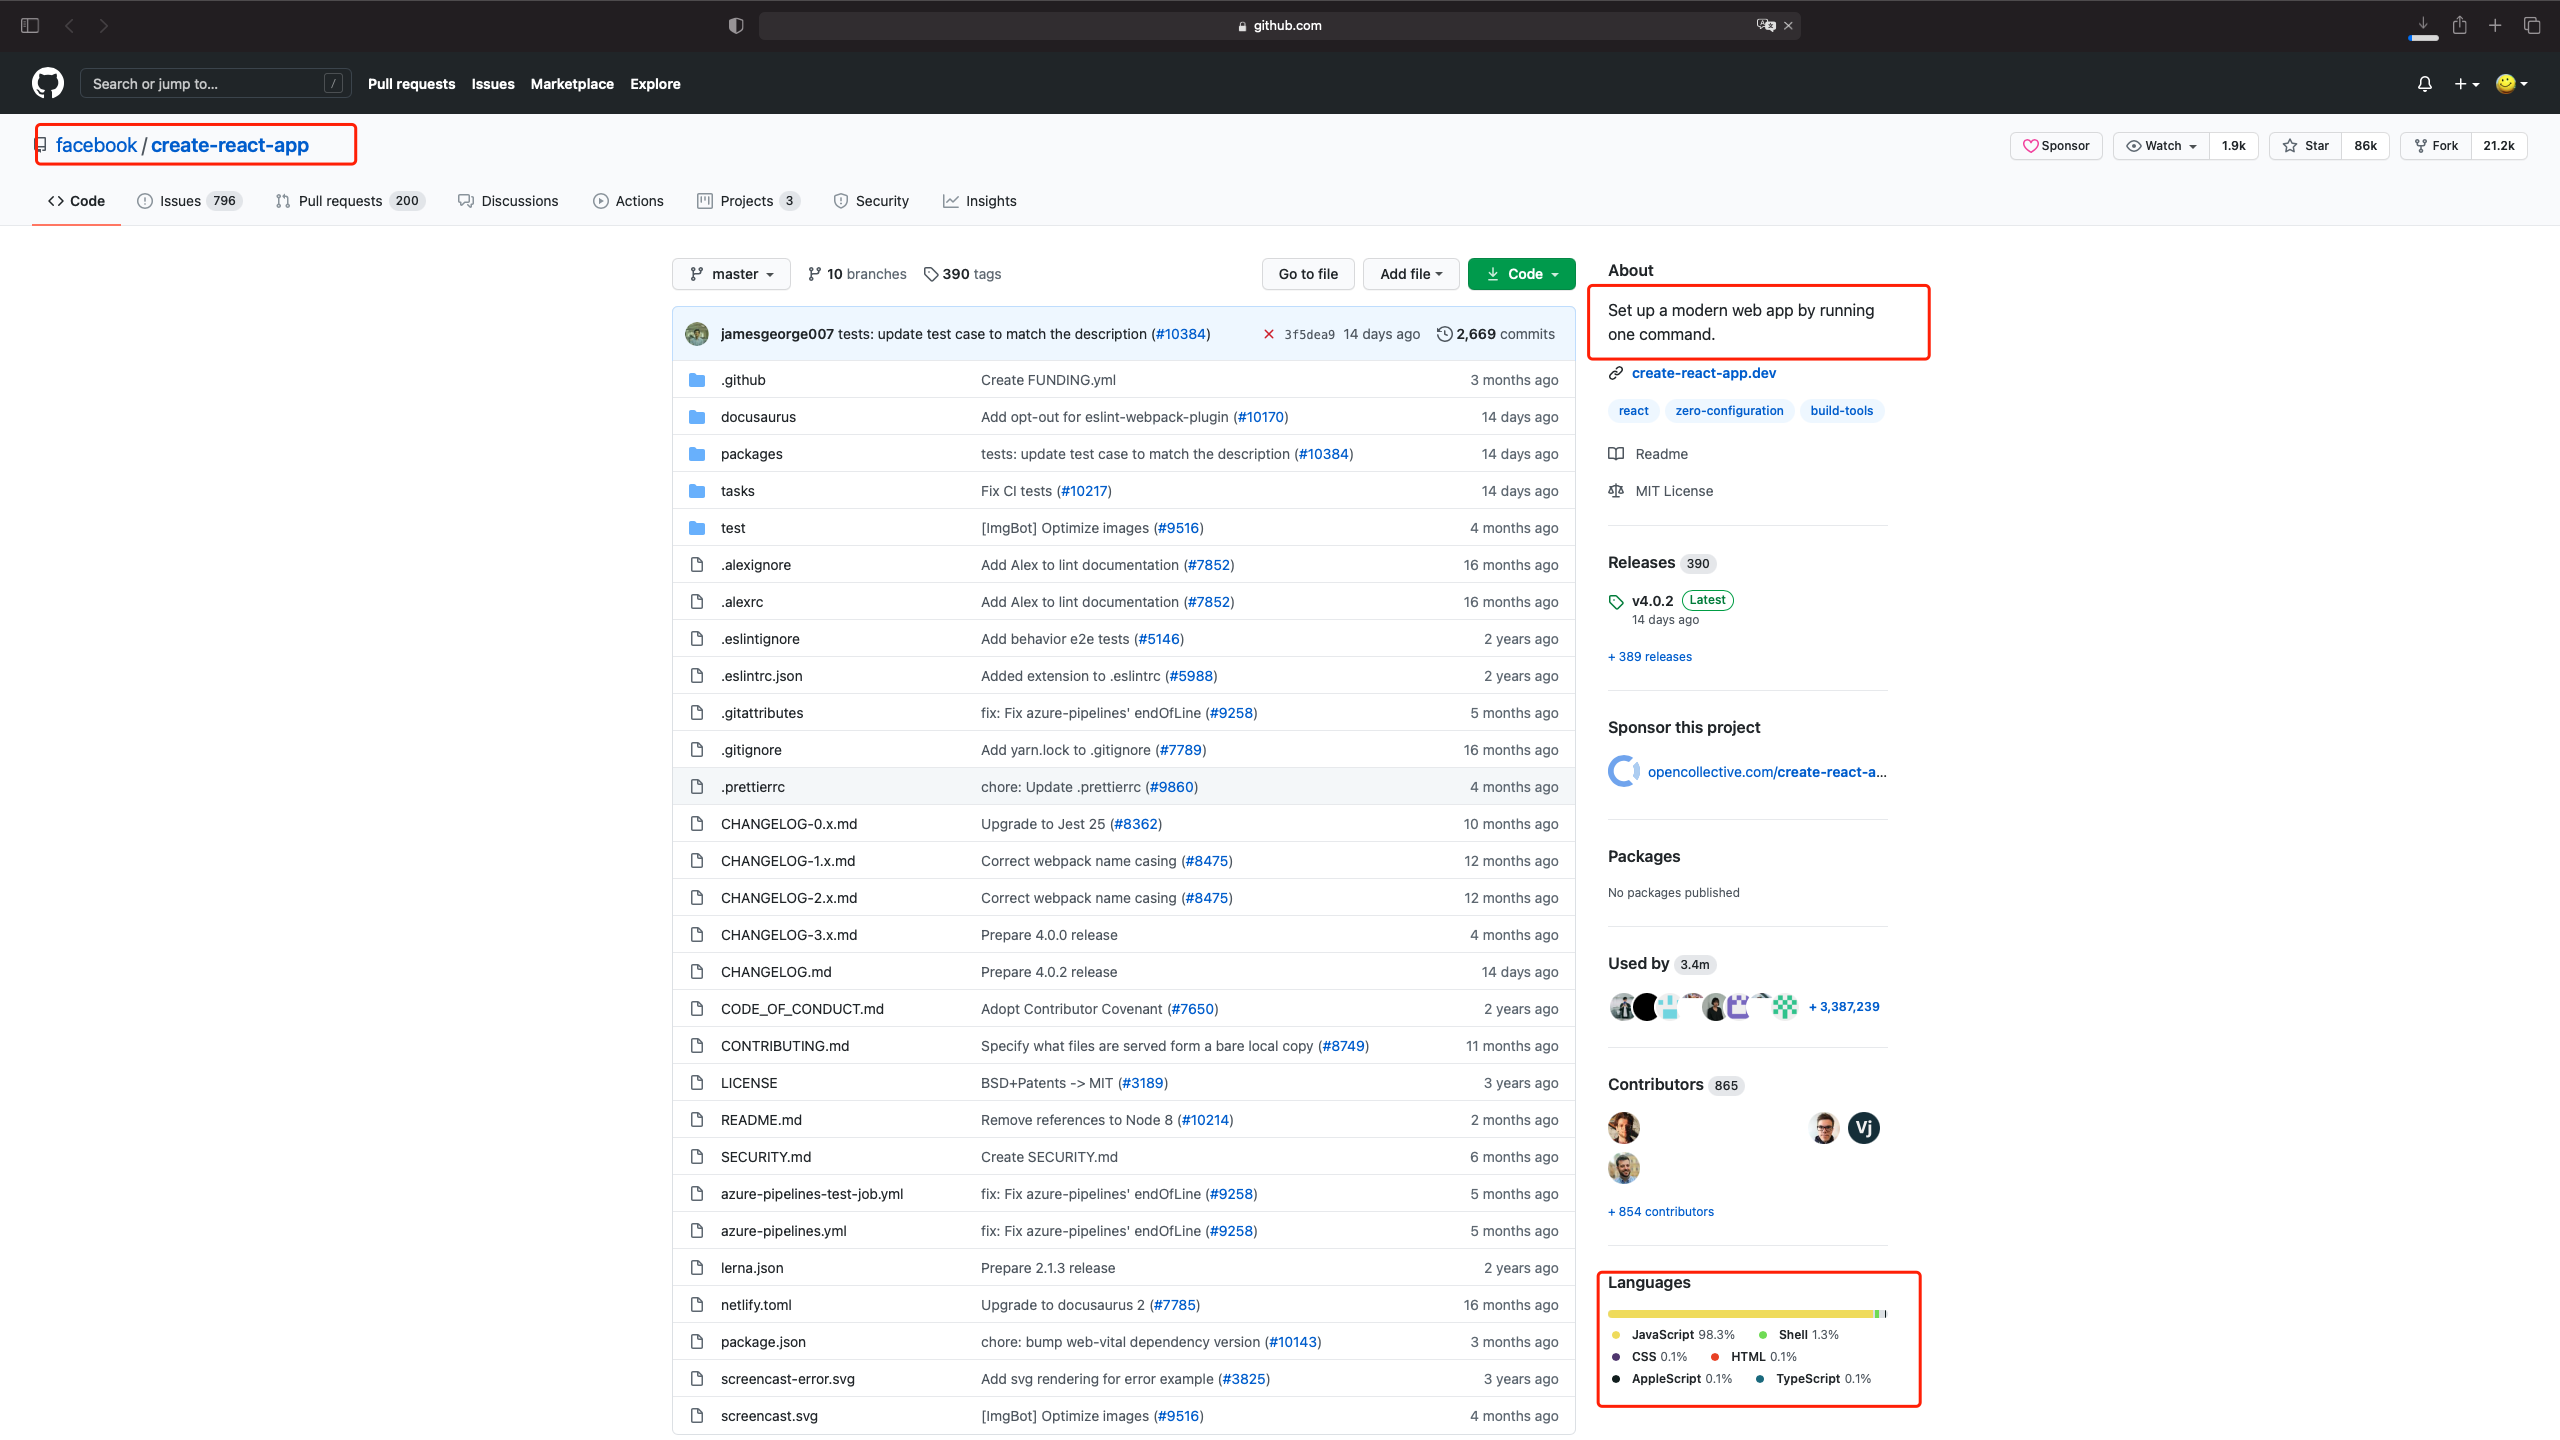 github.com
Search or jump to... /
Pull requests Issues Marketplace Explore
facebook / create-react-app
Sponsor Watch 1.9k Star 86k Fork 21.2k
Code Issues 796 Pull requests 200 Discussions Actions Projects 3 Security Insights
master 10 branches 390 tags Go to file Add file Code
jamesgeorge007 tests: update test case to match the description (#10384) 3f5dea9 14 days ago 2,669 commits
.github Create FUNDING.yml 3 months ago
docusaurus Add opt-out for eslint-webpack-plugin (#10170) 14 days ago
packages tests: update test case to match the description (#10384) 14 days ago
tasks Fix CI tests (#10217) 14 days ago
test [ImgBot] Optimize images (#9516) 4 months ago
.alexignore Add Alex to lint documentation (#7852) 16 months ago
.alexrc Add Alex to lint documentation (#7852) 16 months ago
.eslintignore Add behavior e2e tests (#5146) 2 years ago
.eslintrc.json Added extension to .eslintrc (#5988) 2 years ago
.gitattributes fix: Fix azure-pipelines' endOfLine (#9258) 5 months ago
.gitignore Add yarn.lock to .gitignore (#7789) 16 months ago
.prettierrc chore: Update .prettierrc (#9860) 4 months ago
CHANGELOG-0.x.md Upgrade to Jest 25 (#8362) 10 months ago
CHANGELOG-1.x.md Correct webpack name casing (#8475) 12 months ago
CHANGELOG-2.x.md Correct webpack name casing (#8475) 12 months ago
CHANGELOG-3.x.md Prepare 4.0.0 release 4 months ago
CHANGELOG.md Prepare 4.0.2 release 14 days ago
CODE_OF_CONDUCT.md Adopt Contributor Covenant (#7650) 2 years ago
CONTRIBUTING.md Specify what files are served form a bare local copy (#8749) 11 months ago
LICENSE BSD+Patents -> MIT (#3189) 3 years ago
README.md Remove references to Node 8 (#10214) 2 months ago
SECURITY.md Create SECURITY.md 6 months ago
azure-pipelines-test-job.yml fix: Fix azure-pipelines' endOfLine (#9258) 5 months ago
azure-pipelines.yml fix: Fix azure-pipelines' endOfLine (#9258) 5 months ago
lerna.json Prepare 2.1.3 release 2 years ago
netlify.toml Upgrade to docusaurus 2 (#7785) 16 months ago
package.json chore: bump web-vital dependency version (#10143) 3 months ago
screencast-error.svg Add svg rendering for error example (#3825) 3 years ago
screencast.svg [ImgBot] Optimize images (#9516) 4 months ago
About
Set up a modern web app by running
one command.
create-react-app.dev
react zero-configuration build-tools
Readme
MIT License
Releases 390
v4.0.2 Latest
14 days ago
+ 389 releases
Sponsor this project
opencollective.com/create-react-a...
Packages
No packages published
Used by 3.4m
+ 3,387,239
Contributors 865
Vj
+ 854 contributors
Languages
JavaScript 98.3% Shell 1.3%
CSS 0.1% HTML 0.1%
AppleScript 0.1% TypeScript 0.1%